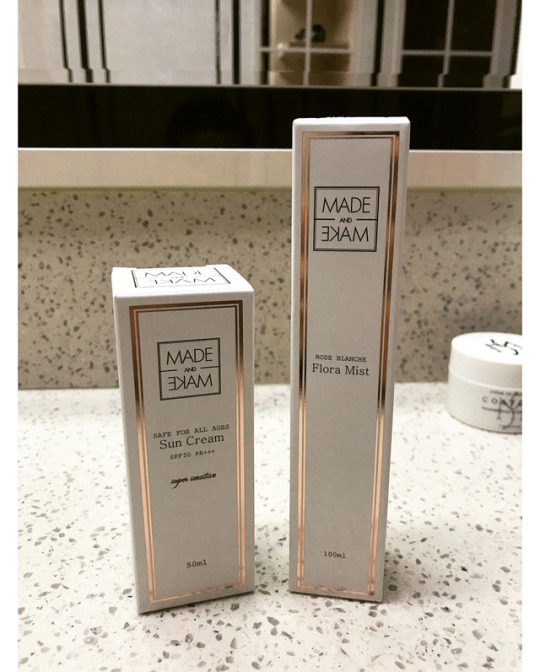 MADE
AND
MAKE
SAFE FOR ALL AGES
Sun Cream
SPF50 PA+++
super sensitive
50ml
MADE
AND
MAKE
ROSE BLANCHE
Flora Mist
100ml